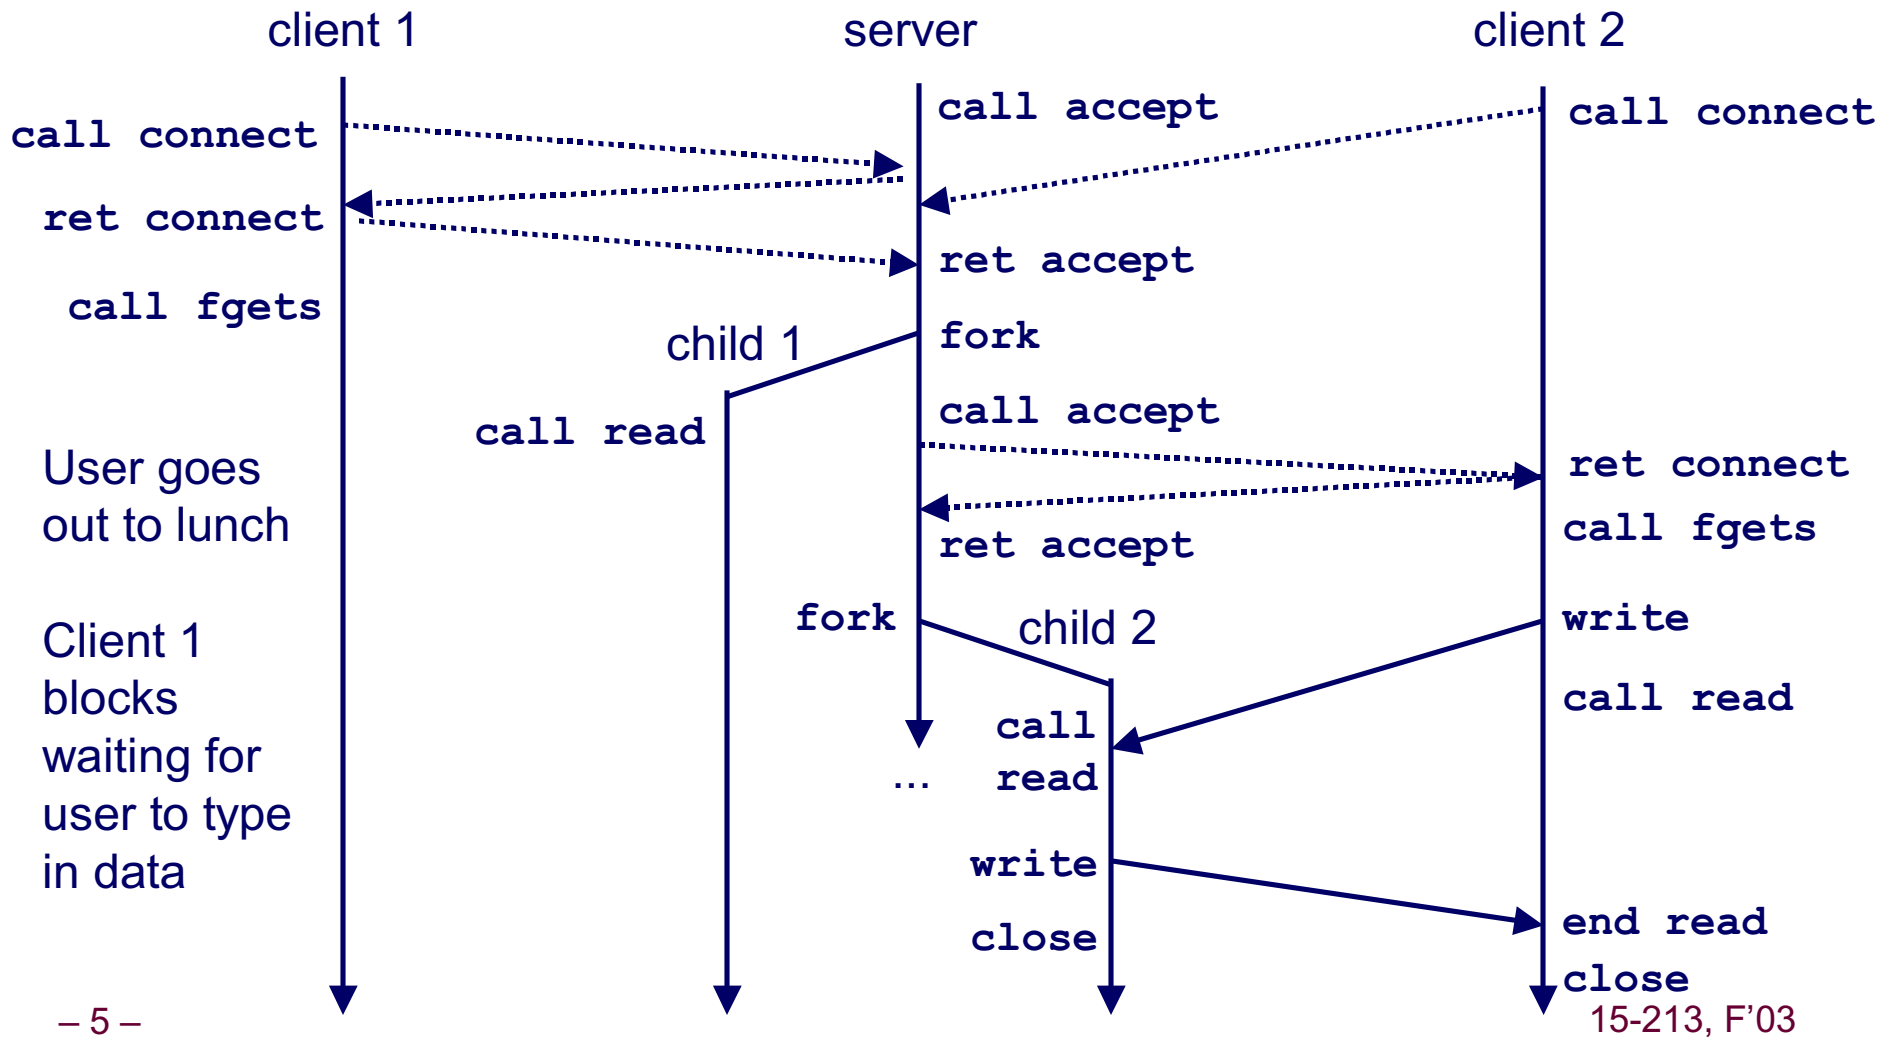 client 1
server
client 2
call accept
call connect
call connect
ret connect
ret accept
call fgets
fork
child 1
call accept
call read
ret connect
User goes
out to lunch
call fgets
ret accept
fork
child 2
write
Client 1
blocks
waiting for
user to type
in data
call read
call
read
…
write
end read
close
close
– 5 –
15-213, F’03